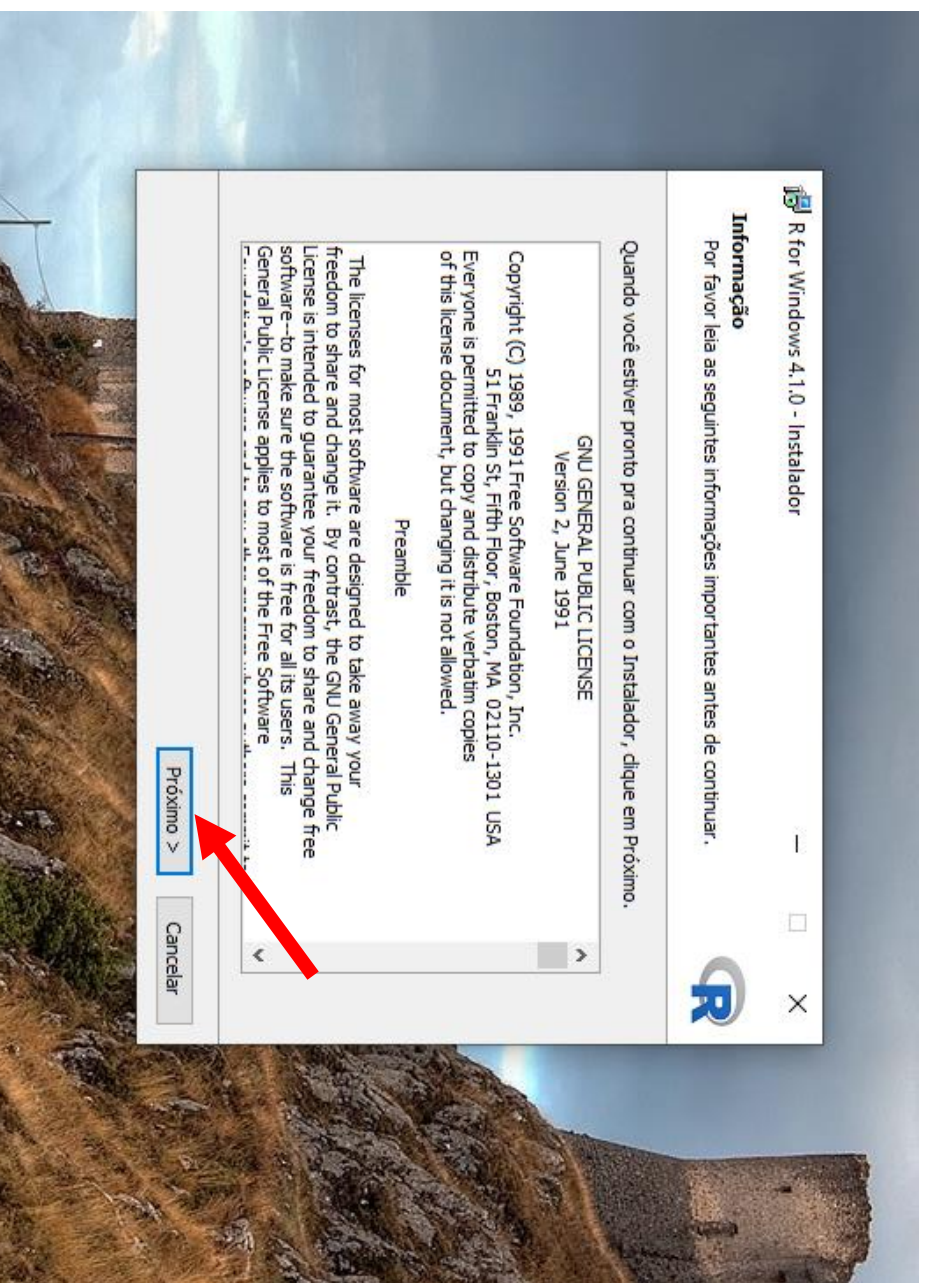 R for Windows 4.1.0 - Instalador
Informação
Por favor leia as seguintes informações importantes antes de continuar.
R
Quando você estiver pronto pra continuar com o Instalador, clique em Próximo.
GNU GENERAL PUBLIC LICENSE
Version 2, June 1991
Copyright (C) 1989, 1991 Free Software Foundation, Inc.
51 Franklin St, Fifth Floor, Boston, MA 02110-1301 USA
Everyone is permitted to copy and distribute verbatim copies
of this license document, but changing it is not allowed.
Preamble
The licenses for most software are designed to take away your
freedom to share and change it. By contrast, the GNU General Public
License is intended to guarantee your freedom to share and change free
software--to make sure the software is free for all its users. This
General Public License applies to most of the Free Software
Próximo >
Cancelar